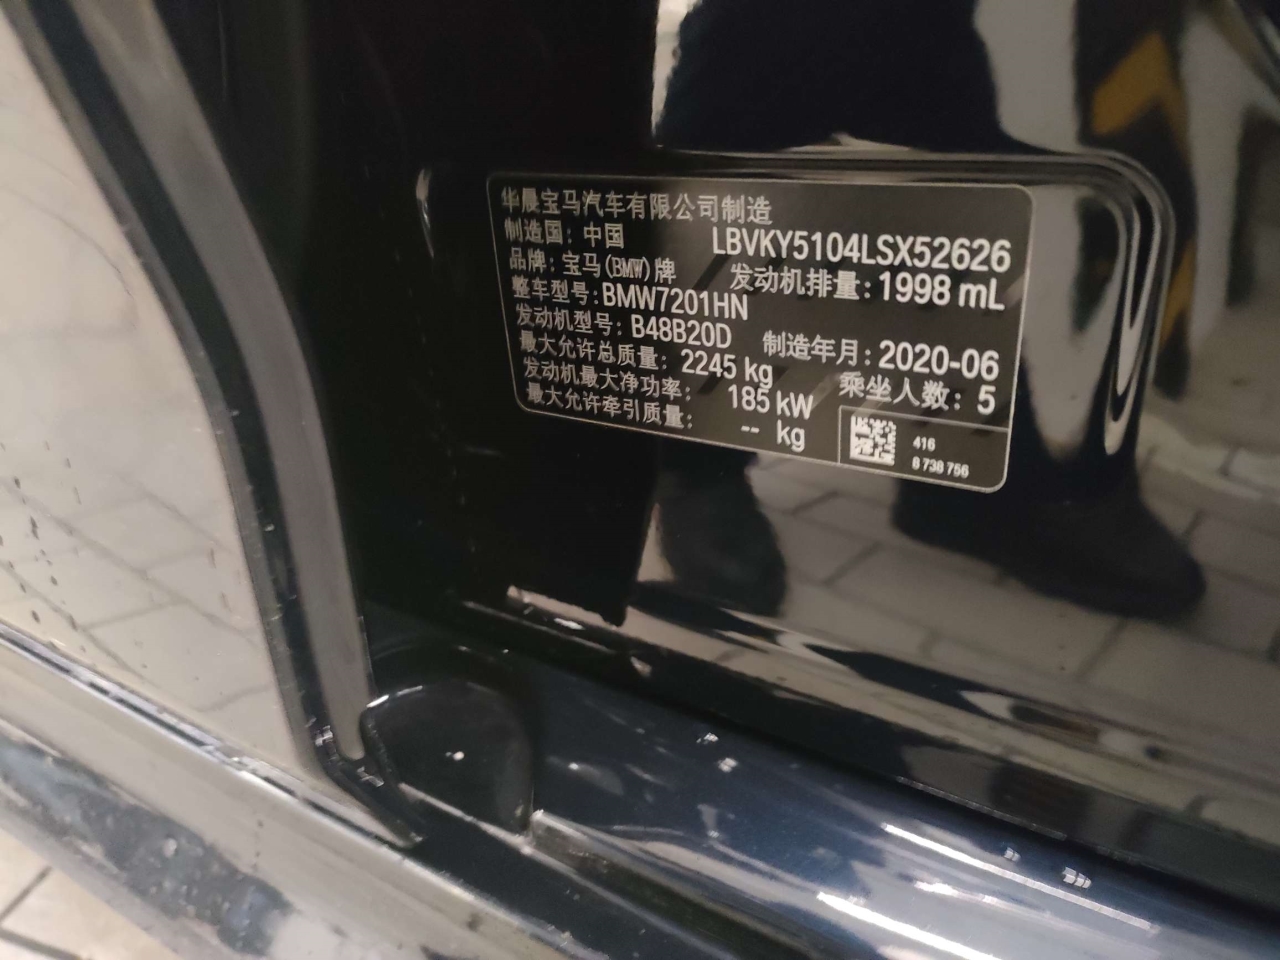 华晨宝马汽车有限公司制造
制造国：中国 LBVKY5104LSX52626
品牌：宝马(BMW)牌 发动机排量：1998 mL
整车型号：BMW7201HN
发动机型号：B48B20D 制造年月：2020-06
最大允许总质量：2245 kg 乘坐人数：5
发动机最大净功率：185 kW
最大允许牵引质量：-- kg
416
8 738 756